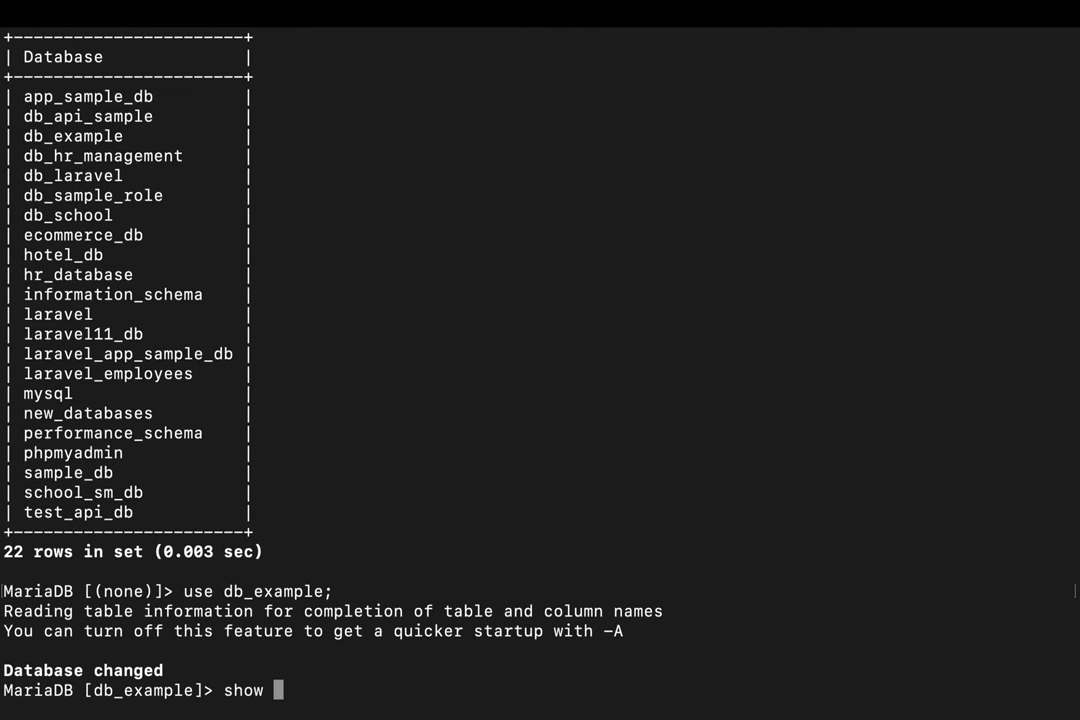 +-----------------------+
| Database              |
+-----------------------+
| app_sample_db         |
| db_api_sample         |
| db_example            |
| db_hr_management      |
| db_laravel            |
| db_sample_role        |
| db_school             |
| ecommerce_db          |
| hotel_db              |
| hr_database           |
| information_schema    |
| laravel               |
| laravel11_db          |
| laravel_app_sample_db |
| laravel_employees     |
| mysql                 |
| new_databases         |
| performance_schema    |
| phpmyadmin            |
| sample_db             |
| school_sm_db          |
| test_api_db           |
+-----------------------+
22 rows in set (0.003 sec)
MariaDB [(none)]> use db_example;
Reading table information for completion of table and column names
You can turn off this feature to get a quicker startup with -A
Database changed
MariaDB [db_example]> show